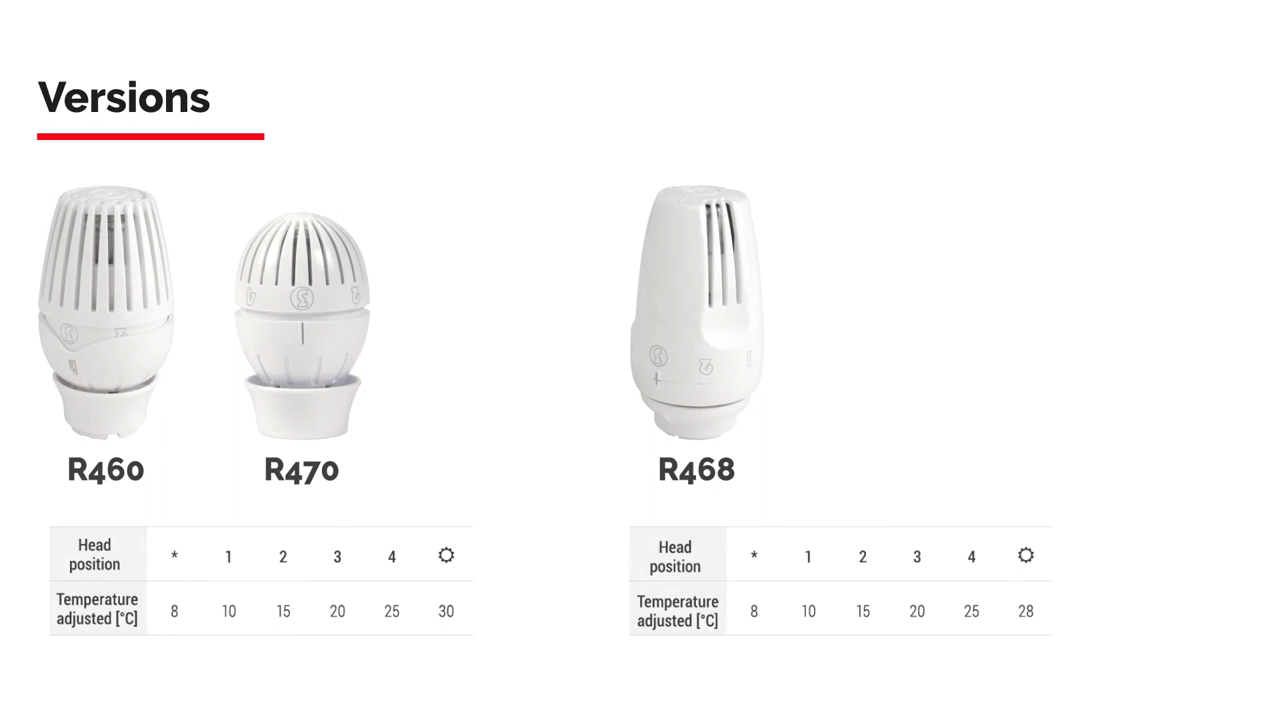 Versions
R460
R470
R468
Head position * 1 2 3 4
Temperature adjusted [°C] 8 10 15 20 25 30
Head position * 1 2 3 4
Temperature adjusted [°C] 8 10 15 20 25 28